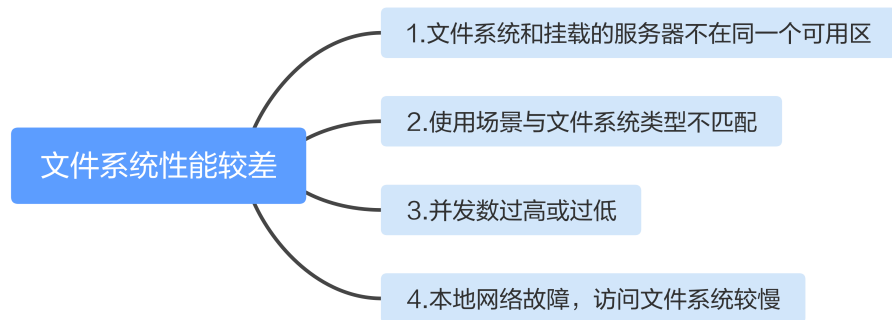 文件系统性能较差
1.文件系统和挂载的服务器不在同一个可用区
2.使用场景与文件系统类型不匹配
3.并发数过高或过低
4.本地网络故障，访问文件系统较慢